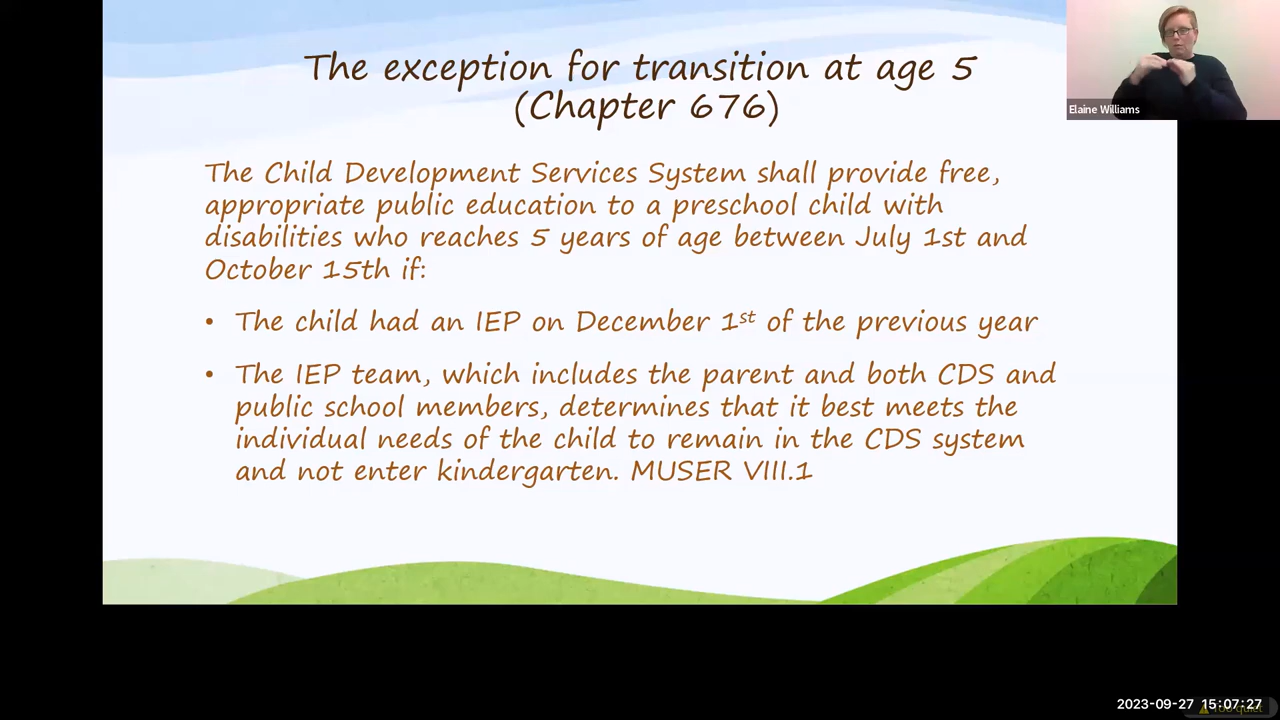 The exception for transition at age 5
(Chapter 676)
Elaine Williams
The Child Development Services System shall provide free,
appropriate public education to a preschool child with
disabilities who reaches 5 years of age between July 1st and
October 15th if:
• The child had an IEP on December 1st of the previous year
• The IEP team, which includes the parent and both CDS and
public school members, determines that it best meets the
individual needs of the child to remain in the CDS system
and not enter kindergarten. MUSER VIII.1
2023-09-27 15:07:27